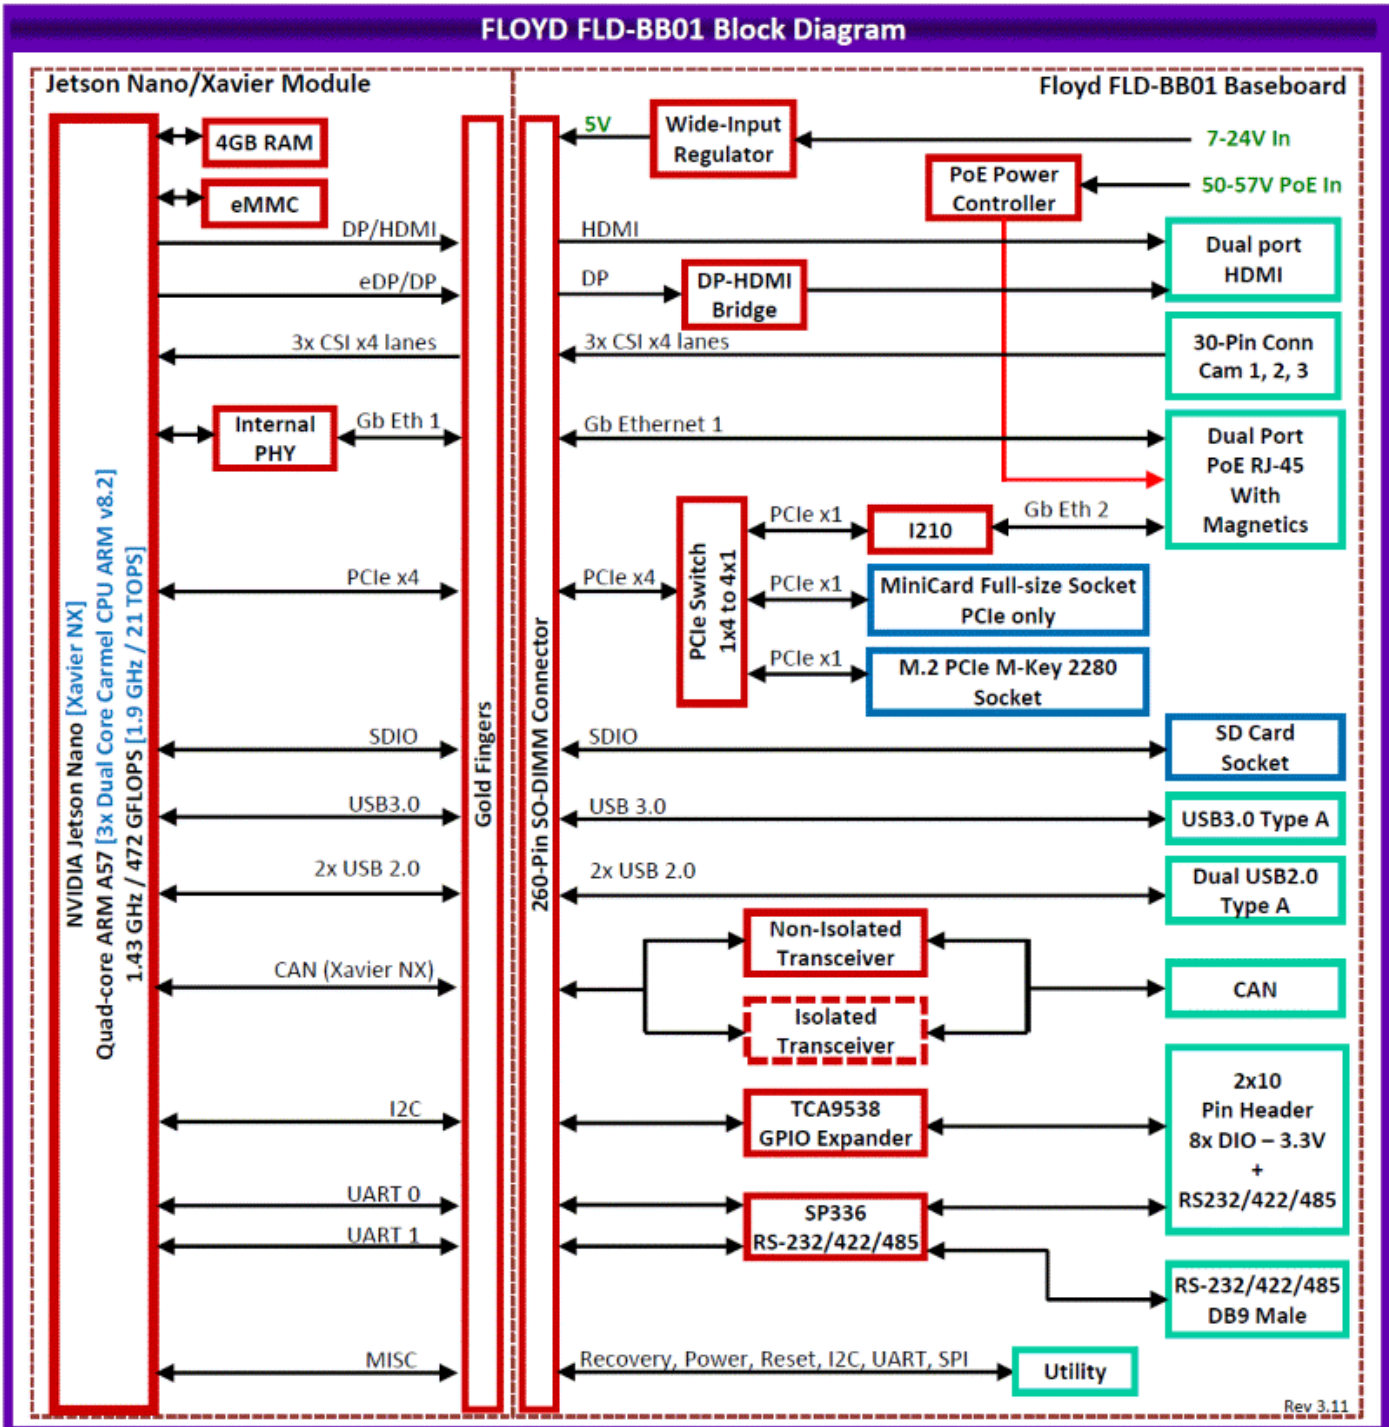 FLOYD FLD-BB01 Block Diagram
Jetson Nano/Xavier Module
Floyd FLD-BB01 Baseboard
NVIDIA Jetson Nano [Xavier NX]
Quad-core ARM A57 [3x Dual Core Carmel CPU ARM v8.2]
1.43 GHz / 472 GFLOPS [1.9 GHz / 21 TOPS]
4GB RAM
eMMC
DP/HDMI
eDP/DP
3x CSI x4 lanes
Internal
PHY
Gb Eth 1
PCIe x4
SDIO
USB3.0
2x USB 2.0
CAN (Xavier NX)
I2C
UART 0
UART 1
MISC
Gold Fingers
260-Pin SO-DIMM Connector
5V
Wide-Input
Regulator
7-24V In
PoE Power
Controller
50-57V PoE In
HDMI
Dual port
HDMI
DP
DP-HDMI
Bridge
3x CSI x4 lanes
30-Pin Conn
Cam 1, 2, 3
Gb Ethernet 1
Dual Port
PoE RJ-45
With
Magnetics
PCIe x4
PCIe Switch
1x4 to 4x1
PCIe x1
I210
Gb Eth 2
PCIe x1
MiniCard Full-size Socket
PCIe only
PCIe x1
M.2 PCIe M-Key 2280
Socket
SDIO
SD Card
Socket
USB 3.0
USB3.0 Type A
2x USB 2.0
Dual USB2.0
Type A
Non-Isolated
Transceiver
Isolated
Transceiver
CAN
TCA9538
GPIO Expander
2x10
Pin Header
8x DIO – 3.3V
+
RS232/422/485
SP336
RS-232/422/485
RS-232/422/485
DB9 Male
Recovery, Power, Reset, I2C, UART, SPI
Utility
Rev 3.11